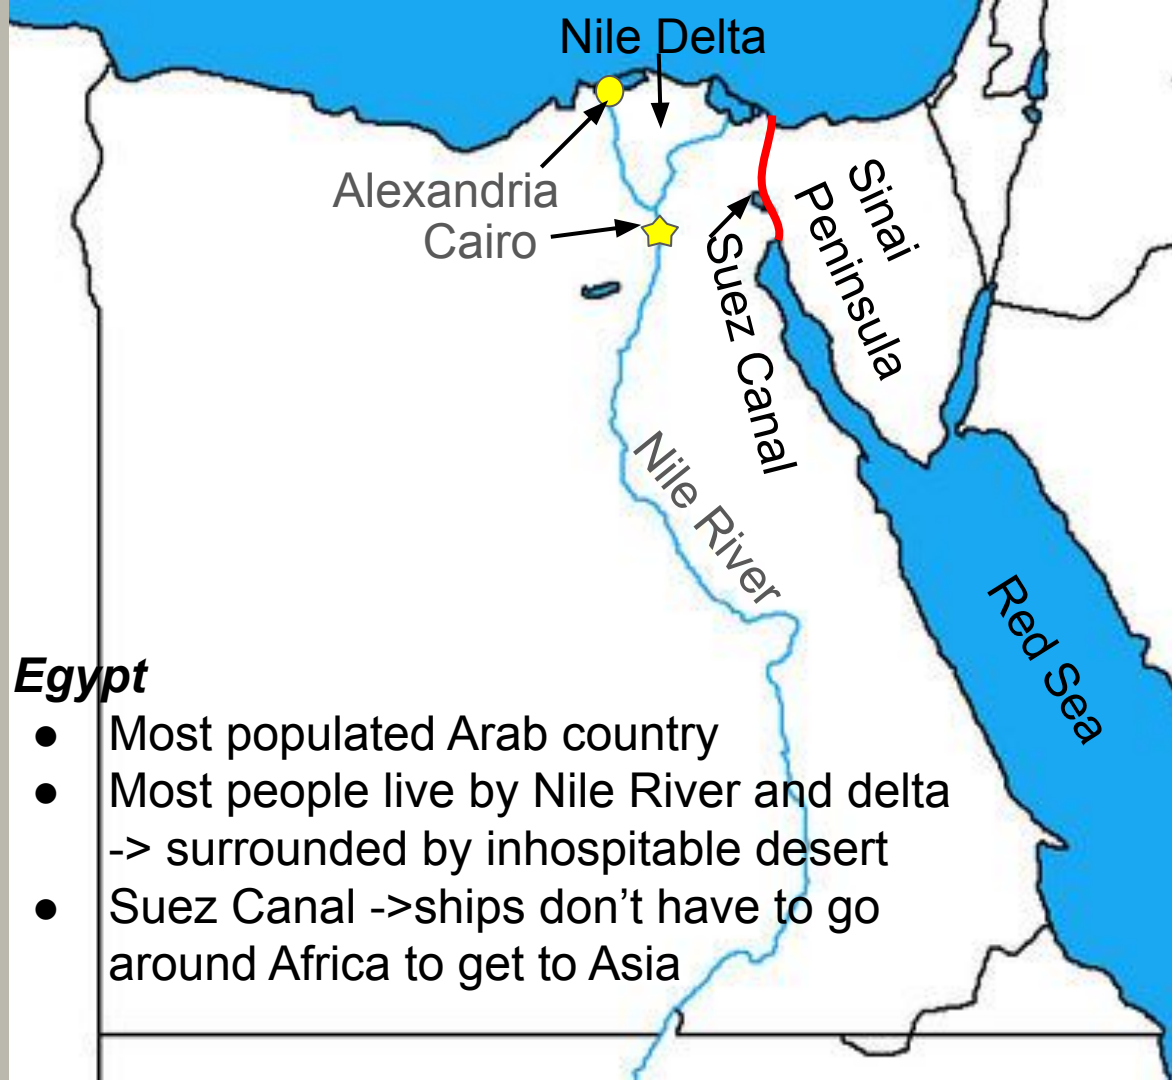 Nile Delta
Alexandria
Cairo
Sinai
Peninsula
Suez Canal
Nile River
Red Sea
Egypt
● Most populated Arab country
● Most people live by Nile River and delta
-> surrounded by inhospitable desert
● Suez Canal ->ships don’t have to go
around Africa to get to Asia